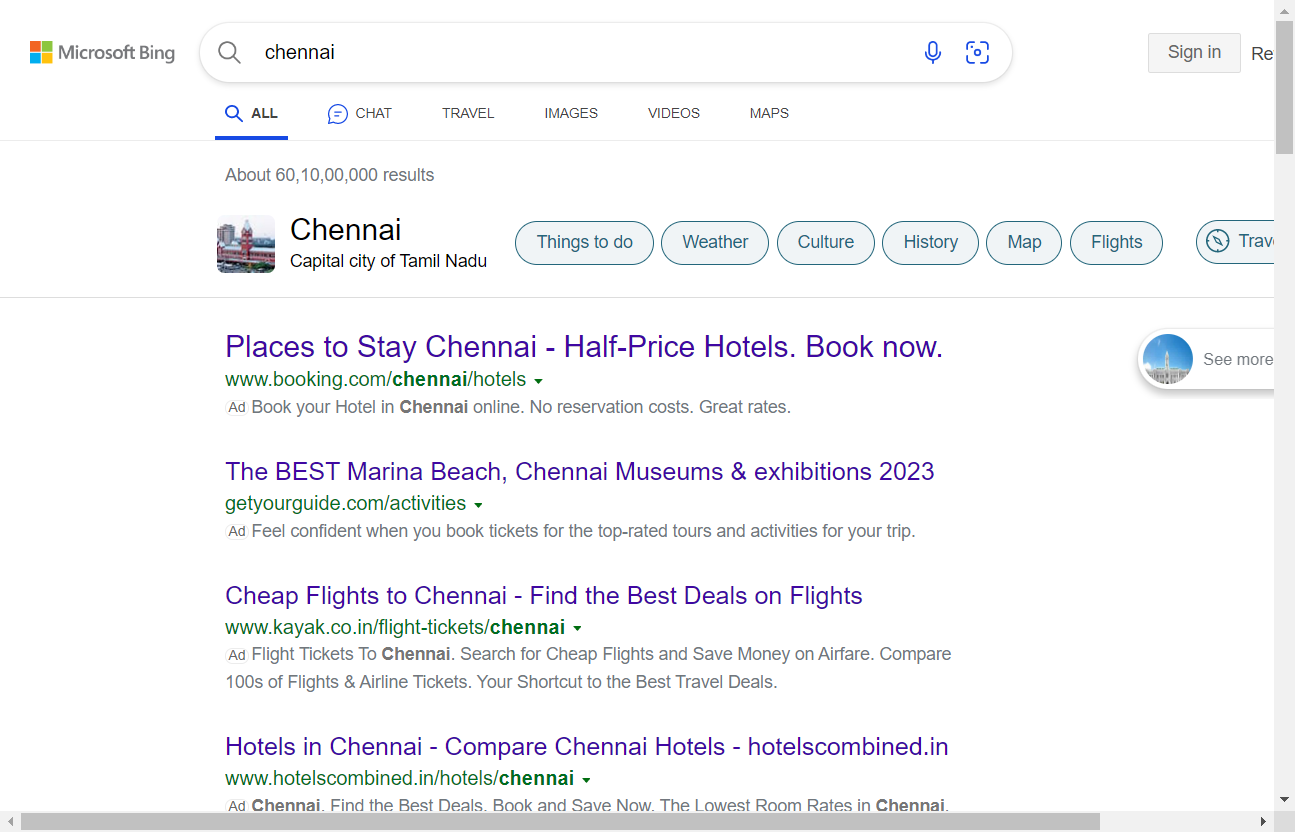 Microsoft Bing
chennai
Sign in
Re
ALL
CHAT
TRAVEL
IMAGES
VIDEOS
MAPS
About 60,10,00,000 results
Chennai
Capital city of Tamil Nadu
Things to do
Weather
Culture
History
Map
Flights
Trav
Places to Stay Chennai - Half-Price Hotels. Book now.
www.booking.com/chennai/hotels
Ad Book your Hotel in Chennai online. No reservation costs. Great rates.
See more
The BEST Marina Beach, Chennai Museums & exhibitions 2023
getyourguide.com/activities
Ad Feel confident when you book tickets for the top-rated tours and activities for your trip.
Cheap Flights to Chennai - Find the Best Deals on Flights
www.kayak.co.in/flight-tickets/chennai
Ad Flight Tickets To Chennai. Search for Cheap Flights and Save Money on Airfare. Compare
100s of Flights & Airline Tickets. Your Shortcut to the Best Travel Deals.
Hotels in Chennai - Compare Chennai Hotels - hotelscombined.in
www.hotelscombined.in/hotels/chennai
Ad Chennai. Find the Best Deals. Book and Save Now. The Lowest Room Rates in Chennai.